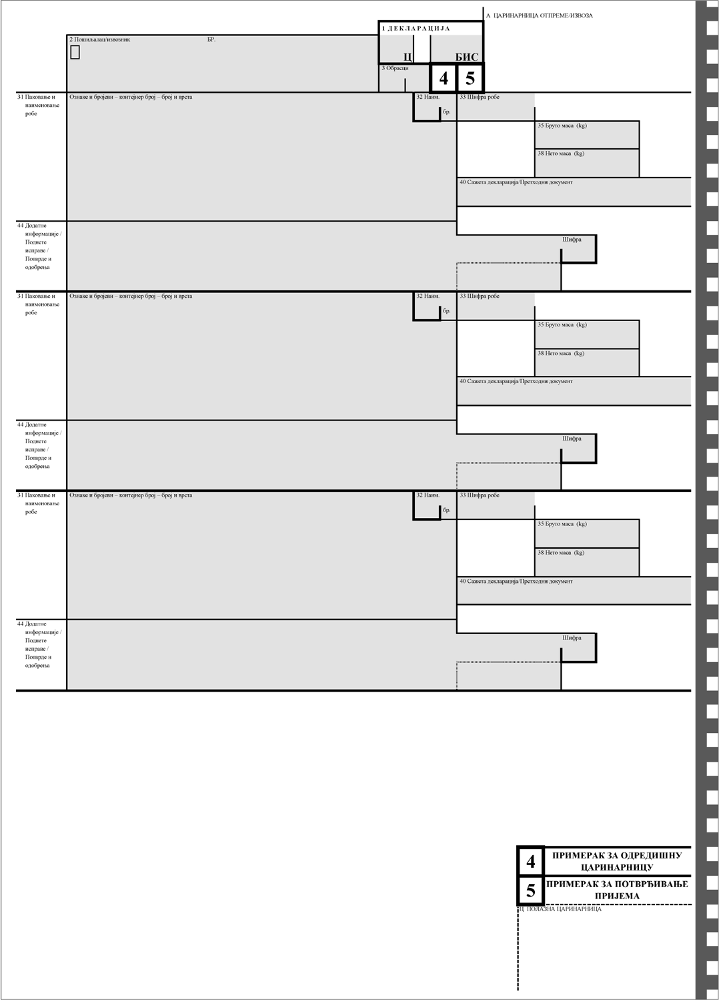 А ЦАРИНАРНИЦА ОТПРЕМЕ/ИЗВОЗА
1 ДЕКЛАРАЦИЈА
2 Пошиљалац/извозник БР.
Ц БИС
3 Обрасци 4 5
31 Паковање и
наименовање
робе
Ознаке и бројеви – контејнер број – број и врста
32 Наим.
бр.
33 Шифра робе
35 Бруто маса (kg)
38 Нето маса (kg)
40 Сажета декларација/Претходни документ
44 Додатне
информације /
Поднете
исправе /
Потврде и
одобрења
Шифра
31 Паковање и
наименовање
робе
Ознаке и бројеви – контејнер број – број и врста
32 Наим.
бр.
33 Шифра робе
35 Бруто маса (kg)
38 Нето маса (kg)
40 Сажета декларација/Претходни документ
44 Додатне
информације /
Поднете
исправе /
Потврде и
одобрења
Шифра
31 Паковање и
наименовање
робе
Ознаке и бројеви – контејнер број – број и врста
32 Наим.
бр.
33 Шифра робе
35 Бруто маса (kg)
38 Нето маса (kg)
40 Сажета декларација/Претходни документ
44 Додатне
информације /
Поднете
исправе /
Потврде и
одобрења
Шифра
4 ПРИМЕРАК ЗА ОДРЕДИШНУ
ЦАРИНАРНИЦУ
5 ПРИМЕРАК ЗА ПОТВРЂИВАЊЕ
ПРИЈЕМА
Ц ПОЛАЗНА ЦАРИНАРНИЦА